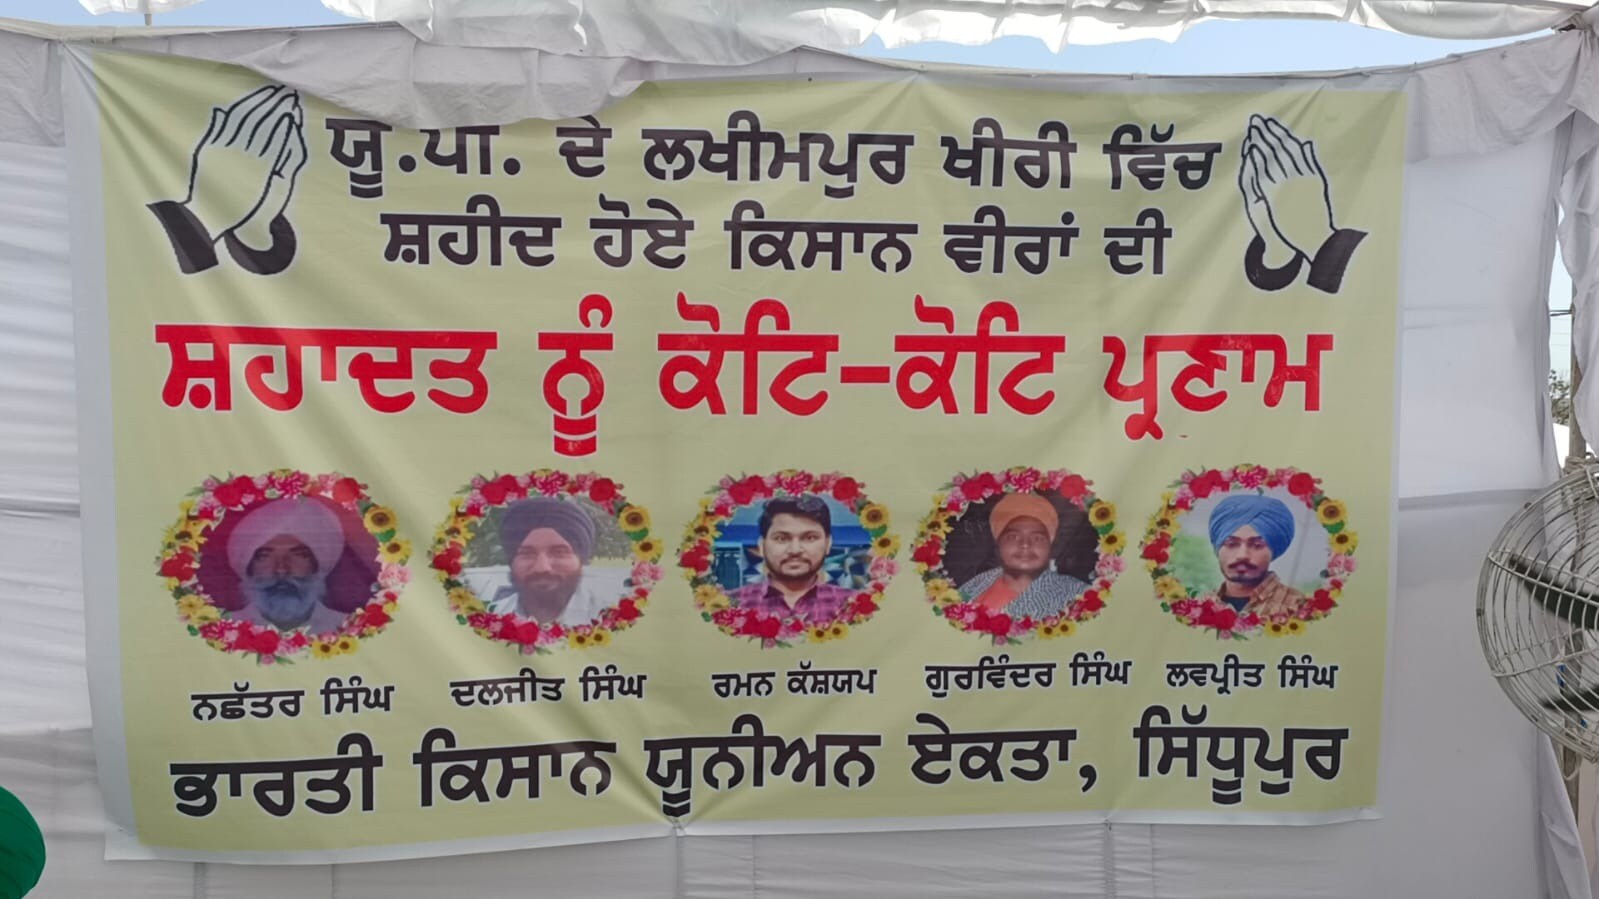 ਯੂ.ਪੀ. ਦੇ ਲਖੀਮਪੁਰ ਖੀਰੀ ਵਿੱਚ
ਸ਼ਹੀਦ ਹੋਏ ਕਿਸਾਨ ਵੀਰਾਂ ਦੀ
ਸ਼ਹਾਦਤ ਨੂੰ ਕੋਟਿ-ਕੋਟਿ ਪ੍ਰਣਾਮ
ਨਛੱਤਰ ਸਿੰਘ ਦਲਜੀਤ ਸਿੰਘ ਰਮਨ ਕੱਸ਼ਯਪ ਗੁਰਵਿੰਦਰ ਸਿੰਘ ਲਵਪ੍ਰੀਤ ਸਿੰਘ
ਭਾਰਤੀ ਕਿਸਾਨ ਯੂਨੀਅਨ ਏਕਤਾ, ਸਿੱਧੂਪੁਰ